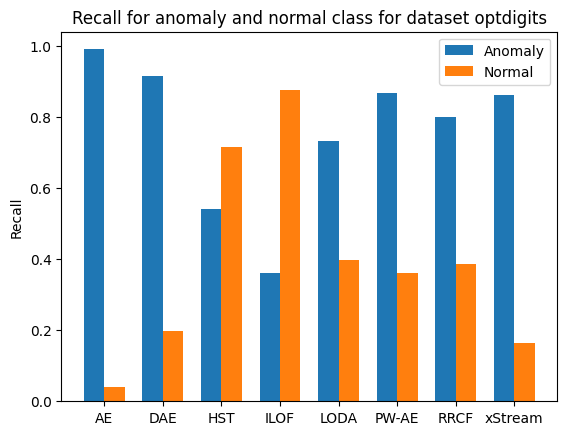 Recall for anomaly and normal class for dataset optdigits
Anomaly
Normal
Recall
1.0
0.8
0.6
0.4
0.2
0.0
AE DAE HST ILOF LODA PW-AE RRCF xStream